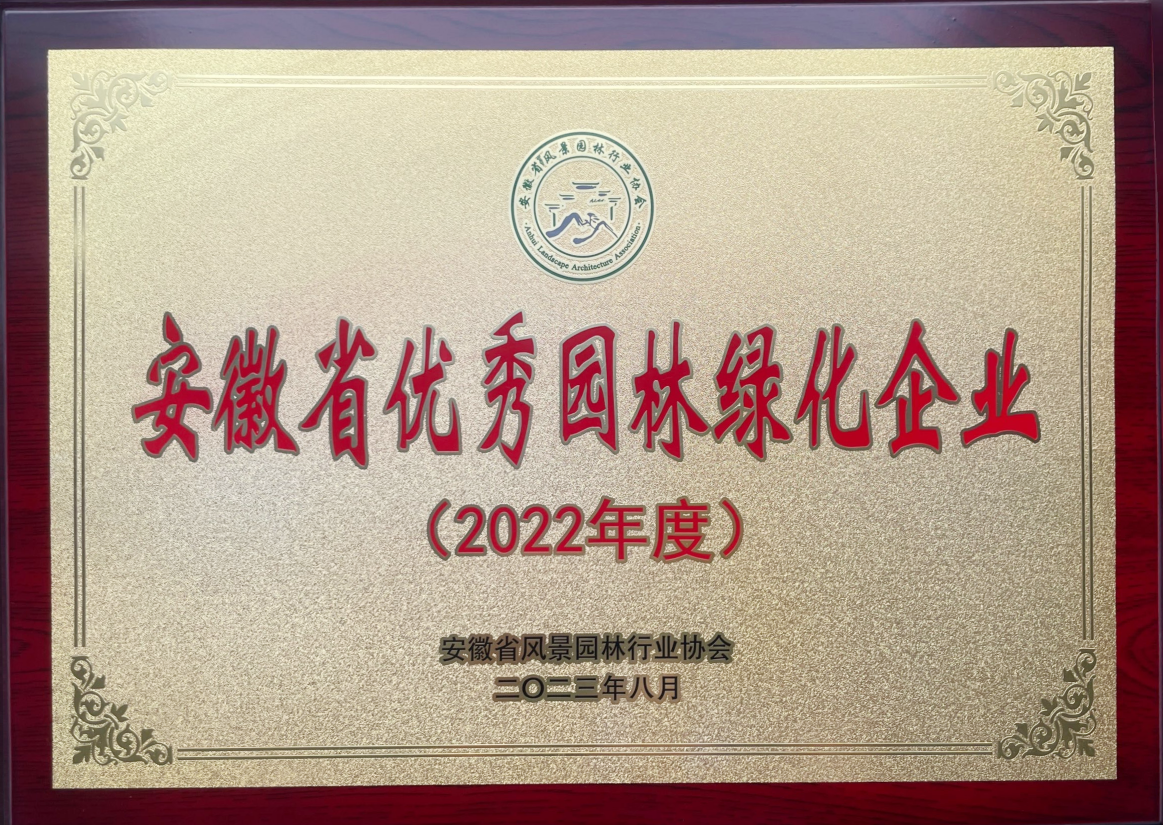 安徽省风景园林行业协会
Anhui Landscape Architecture Association
安徽省优秀园林绿化企业
（2022年度）
安徽省风景园林行业协会
二〇二三年八月